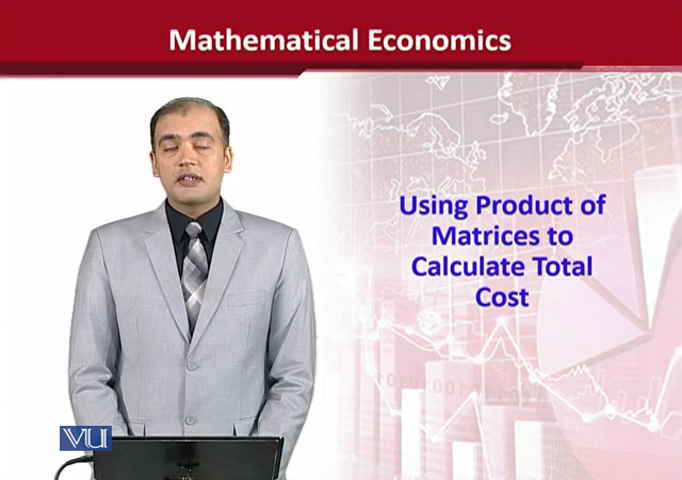 Mathematical Economics
Using Product of
Matrices to
Calculate Total
Cost
VU